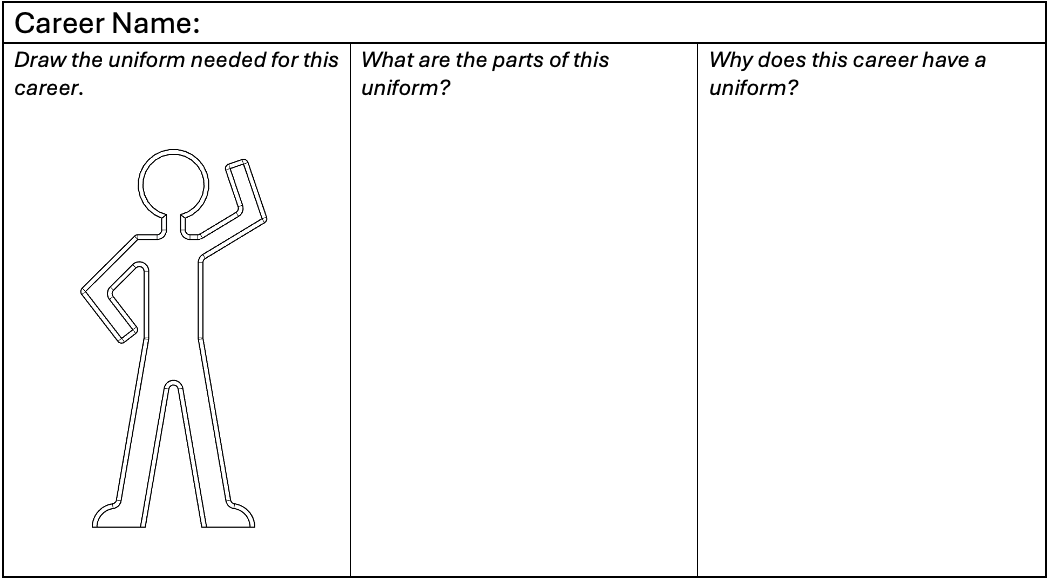 Career Name:
Draw the uniform needed for this
career.
What are the parts of this
uniform?
Why does this career have a
uniform?